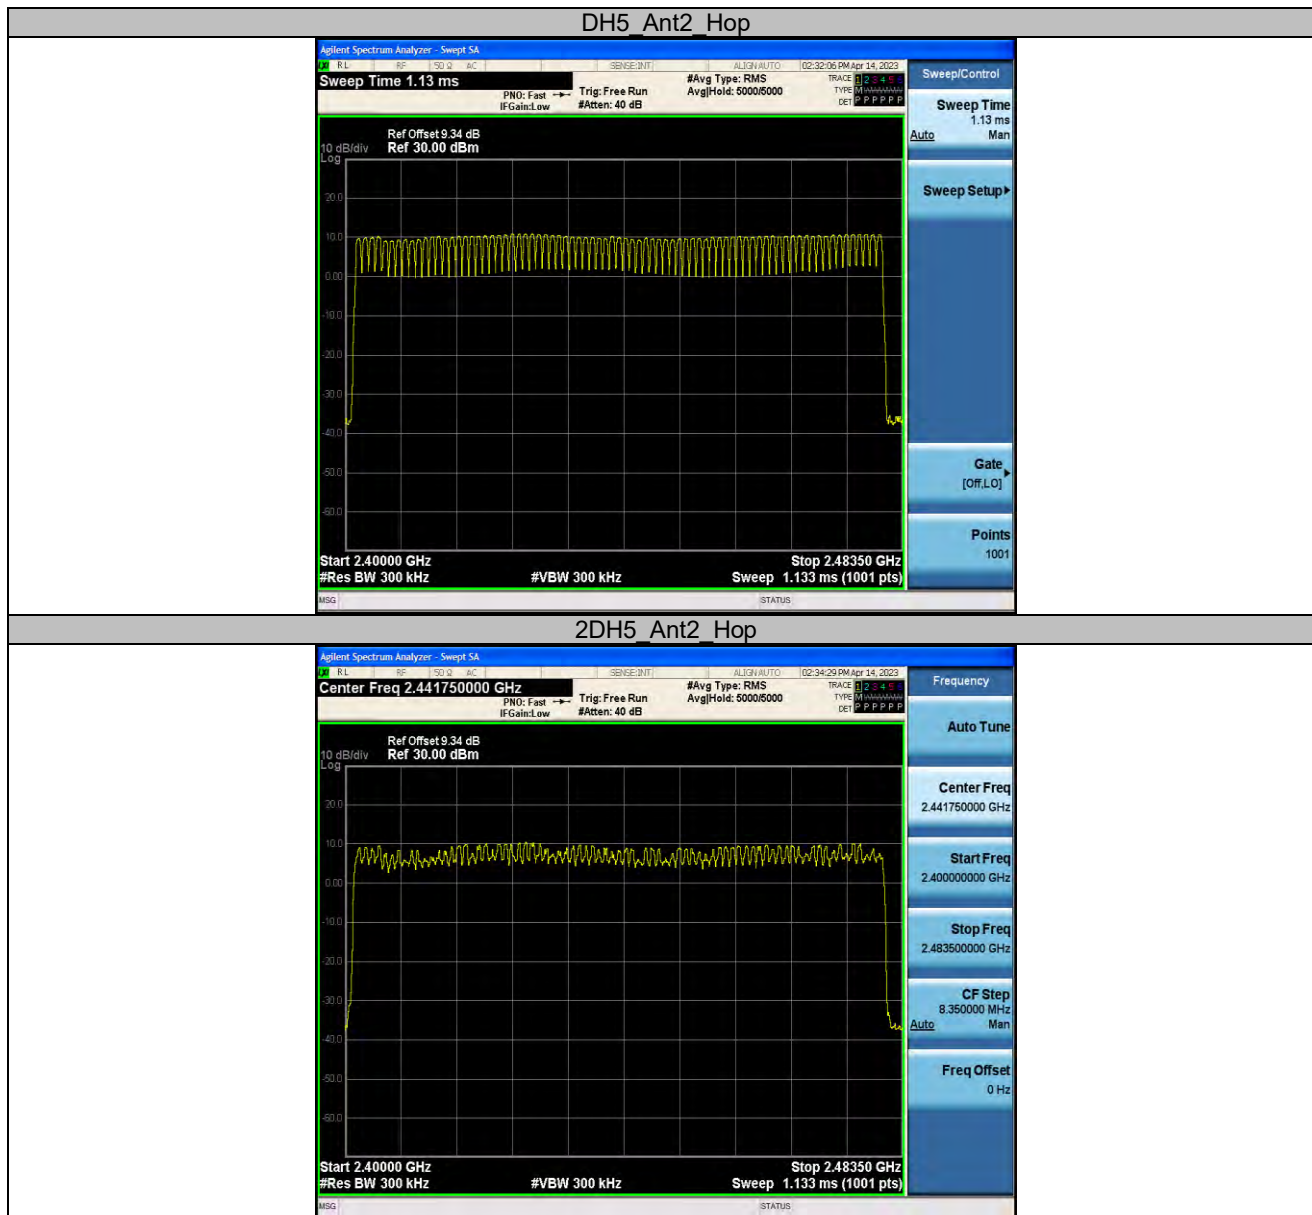 DH5_Ant2_Hop
Agilent Spectrum Analyzer - Swept SA
RL RF 50 Ω AC SENSE:INT ALIGN AUTO 02:32:06 PM Apr 14, 2023
Sweep Time 1.13 ms
PNO: Fast
IFGain:Low
Trig: Free Run
#Atten: 40 dB
#Avg Type: RMS
Avg|Hold: 5000/5000
TRACE 1 2 3 4 5 6
TYPE M
DET P P P P P P
Ref Offset 9.34 dB
10 dB/div Ref 30.00 dBm
Log
20.0
10.0
0.00
-10.0
-20.0
-30.0
-40.0
-50.0
-60.0
Start 2.40000 GHz Stop 2.48350 GHz
#Res BW 300 kHz #VBW 300 kHz Sweep 1.133 ms (1001 pts)
MSG STATUS
Sweep/Control
Sweep Time
1.13 ms
Auto Man
Sweep Setup
Gate
[Off,LO]
Points
1001
2DH5_Ant2_Hop
Agilent Spectrum Analyzer - Swept SA
RL RF 50 Ω AC SENSE:INT ALIGN AUTO 02:34:29 PM Apr 14, 2023
Center Freq 2.441750000 GHz
PNO: Fast
IFGain:Low
Trig: Free Run
#Atten: 40 dB
#Avg Type: RMS
Avg|Hold: 5000/5000
TRACE 1 2 3 4 5 6
TYPE M
DET P P P P P P
Ref Offset 9.34 dB
10 dB/div Ref 30.00 dBm
Log
20.0
10.0
0.00
-10.0
-20.0
-30.0
-40.0
-50.0
-60.0
Start 2.40000 GHz Stop 2.48350 GHz
#Res BW 300 kHz #VBW 300 kHz Sweep 1.133 ms (1001 pts)
MSG STATUS
Frequency
Auto Tune
Center Freq
2.441750000 GHz
Start Freq
2.400000000 GHz
Stop Freq
2.483500000 GHz
CF Step
8.350000 MHz
Auto Man
Freq Offset
0 Hz